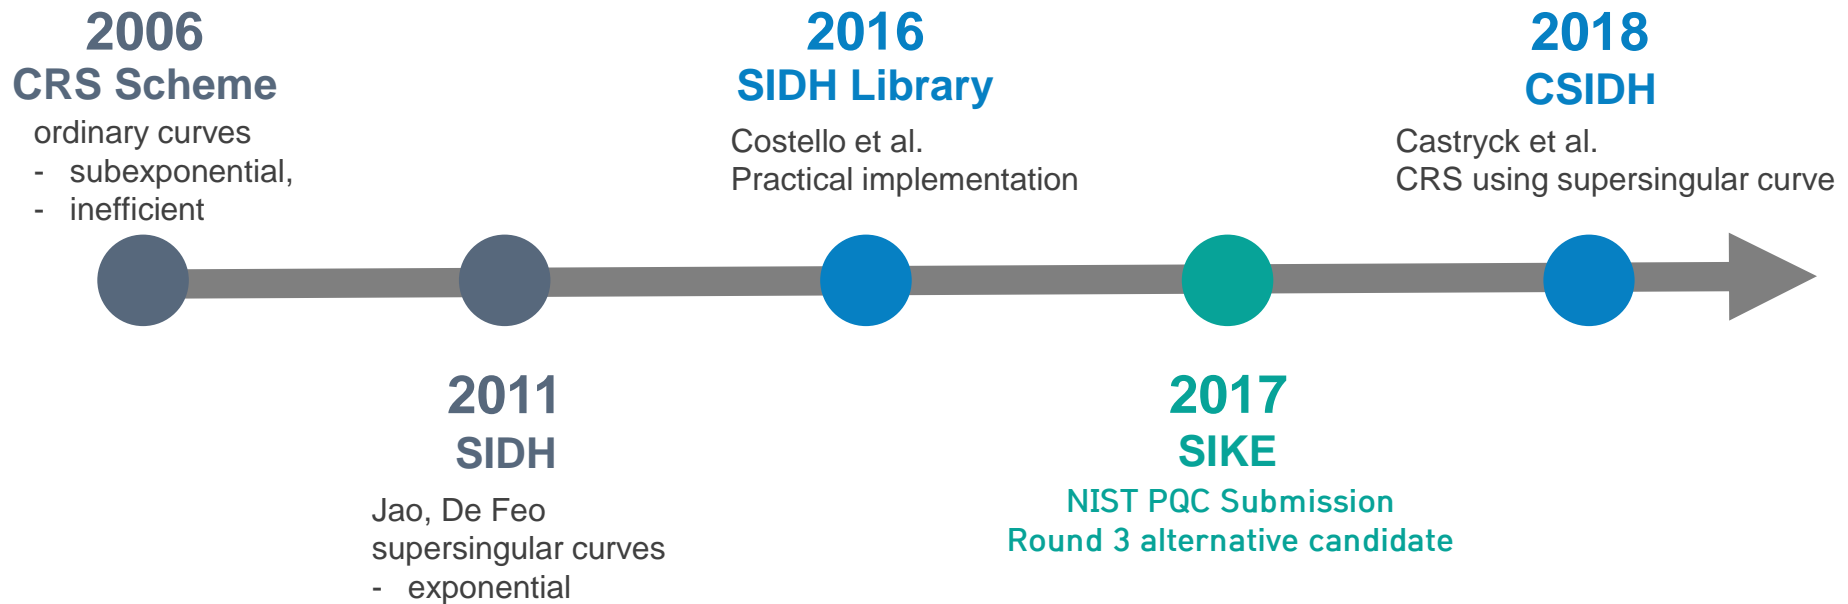 2006
CRS Scheme
ordinary curves
- subexponential,
- inefficient
2011
SIDH
Jao, De Feo
supersingular curves
- exponential
2016
SIDH Library
Costello et al.
Practical implementation
2017
SIKE
NIST PQC Submission
Round 3 alternative candidate
2018
CSIDH
Castryck et al.
CRS using supersingular curve